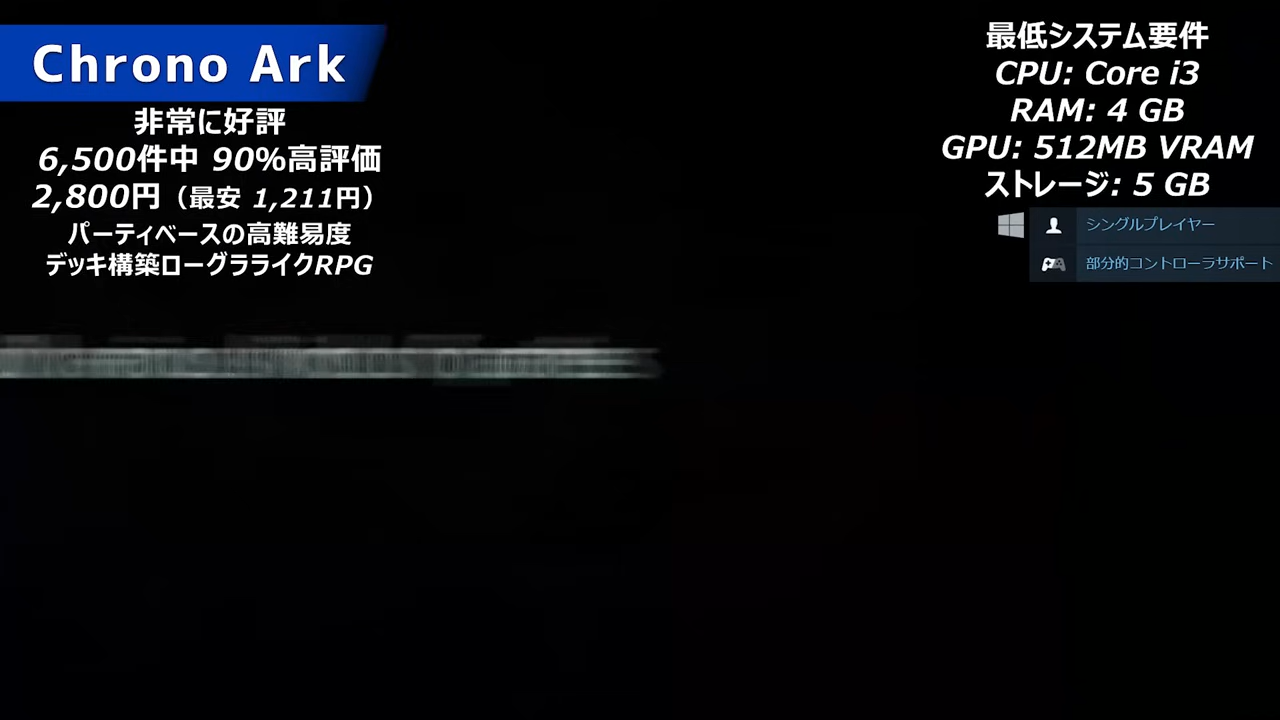 Chrono Ark
非常に好評
6,500件中 90%高評価
2,800円（最安 1,211円）
パーティベースの高難易度
デッキ構築ローグラライクRPG
最低システム要件
CPU: Core i3
RAM: 4 GB
GPU: 512MB VRAM
ストレージ: 5 GB
シングルプレイヤー
部分的コントローラサポート